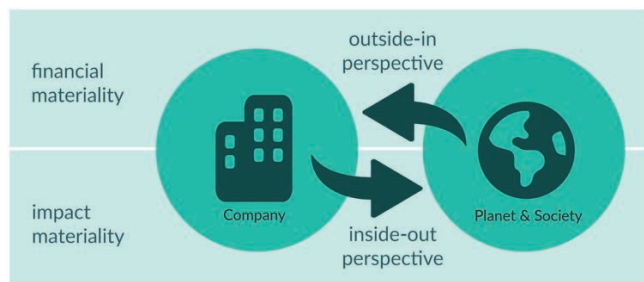 financial
materiality
outside-in
perspective
Company
Planet & Society
impact
materiality
inside-out
perspective